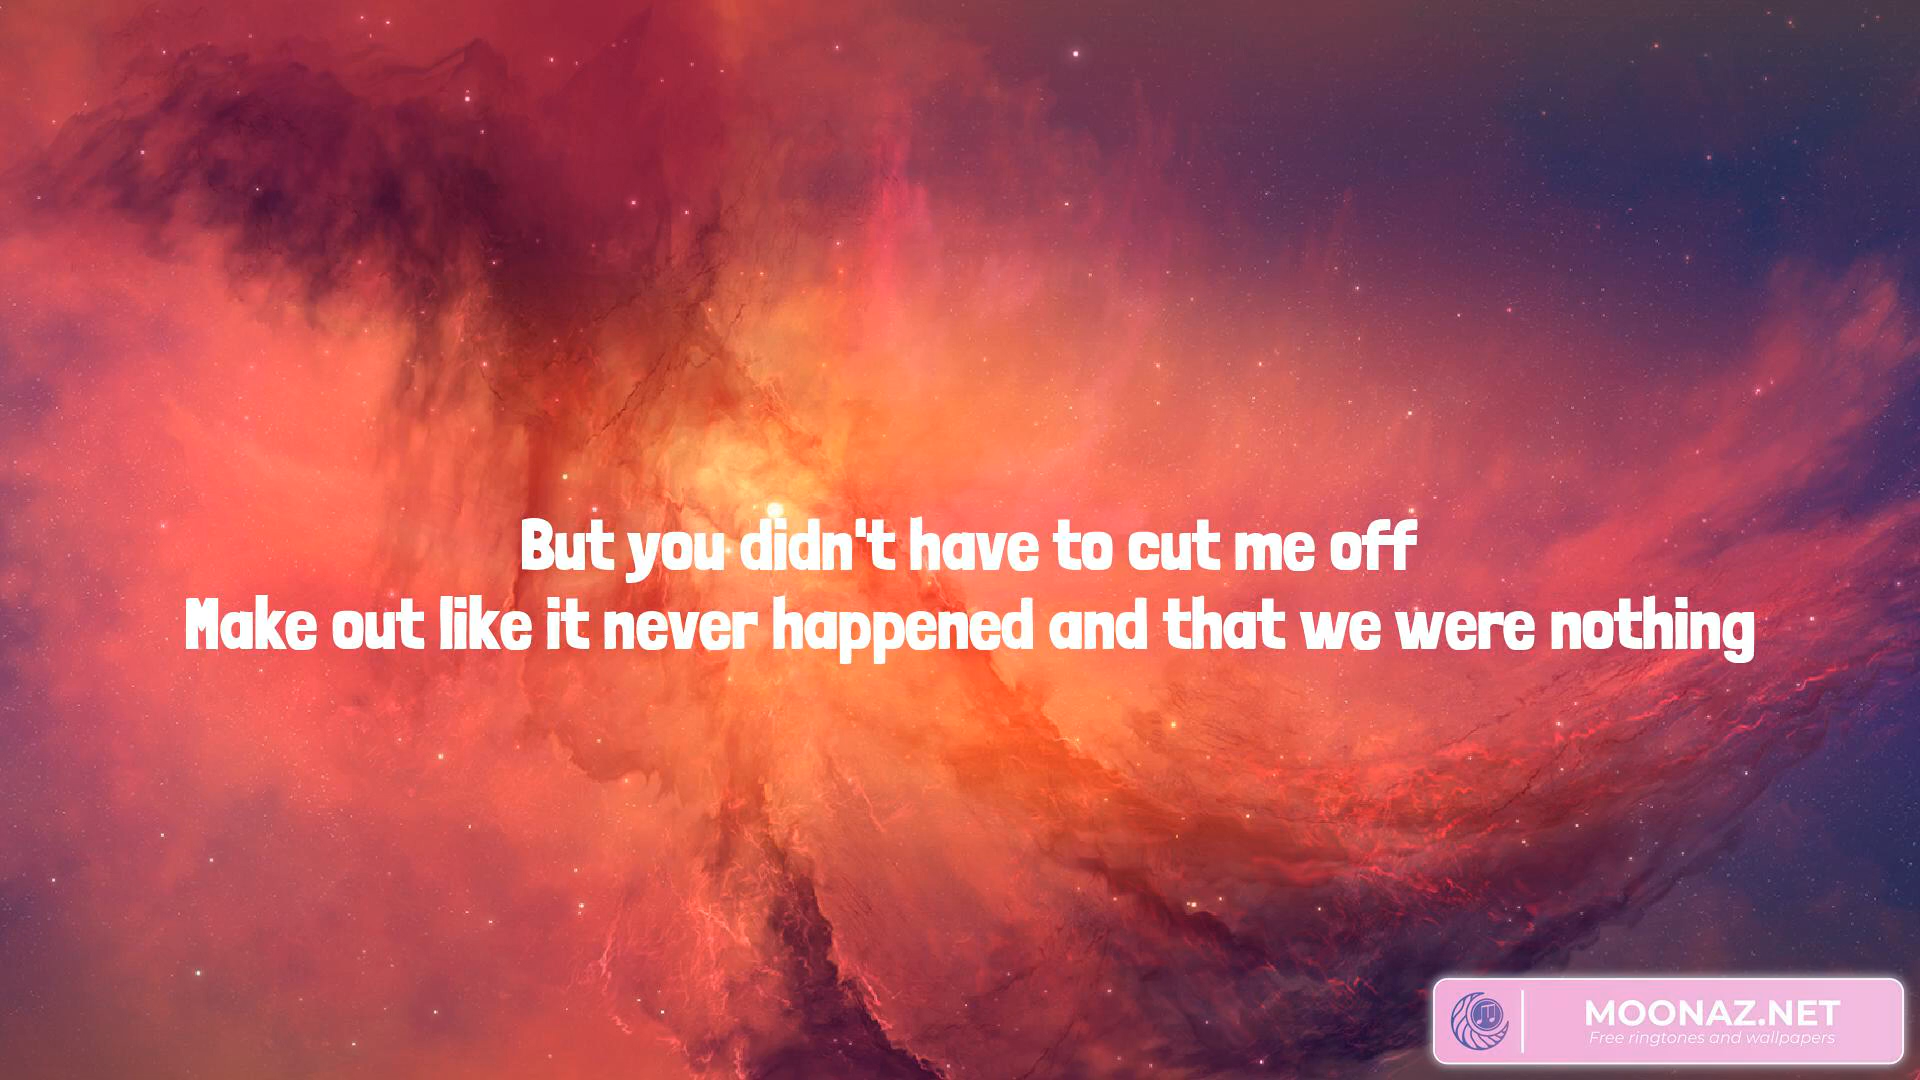 But you didn't have to cut me off
Make out like it never happened and that we were nothing
MOONAZ.NET
Free ringtones and wallpapers